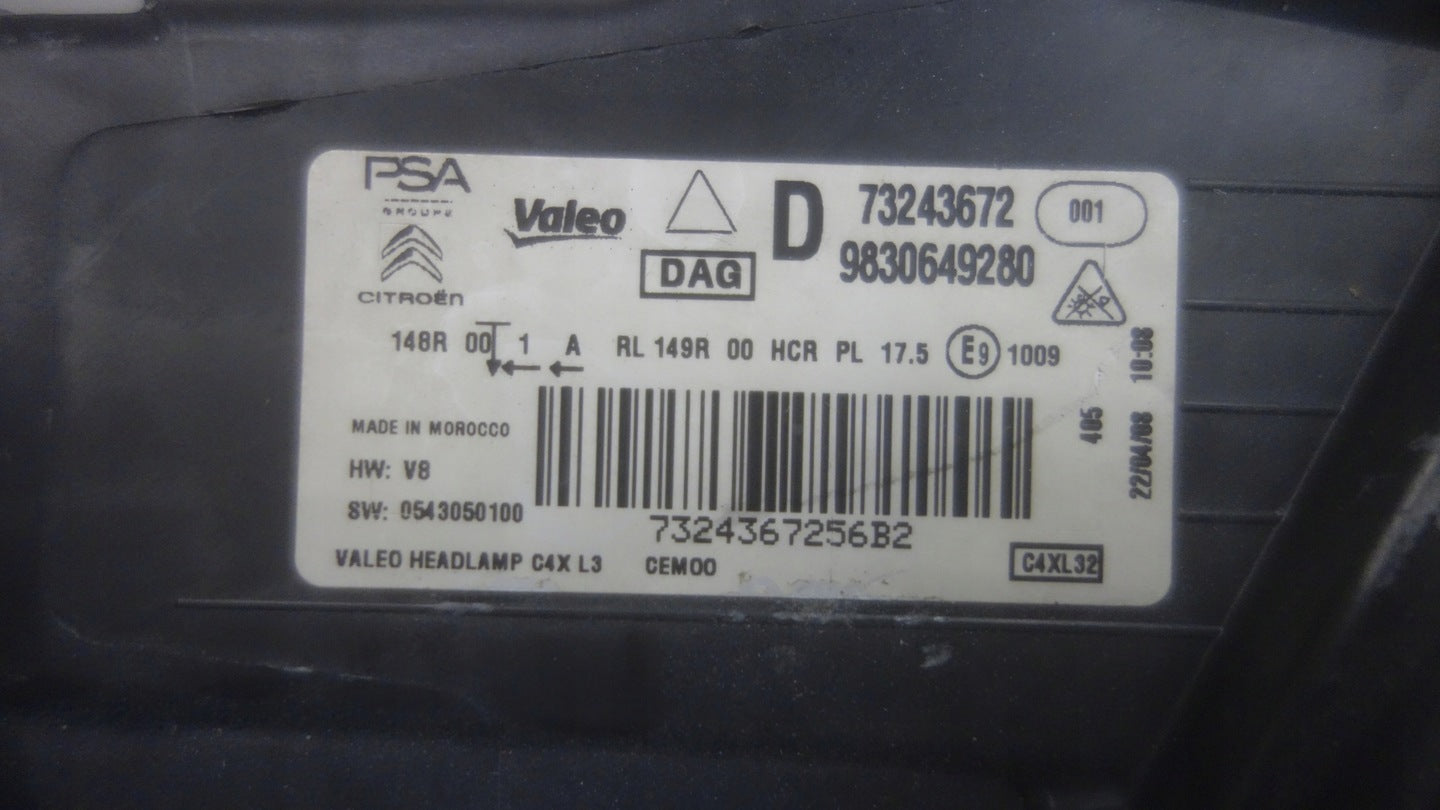 PSA
GROUPE
CITROËN
Valeo
DAG
D
73243672
9830649280
001
148R 00 1 A RL 149R 00 HCR PL 17.5 E9 1009
MADE IN MOROCCO
HW: V8
SW: 0543050100
7324367256B2
VALEO HEADLAMP C4X L3 CEM00
C4XL32
405
22/04/08 10:08